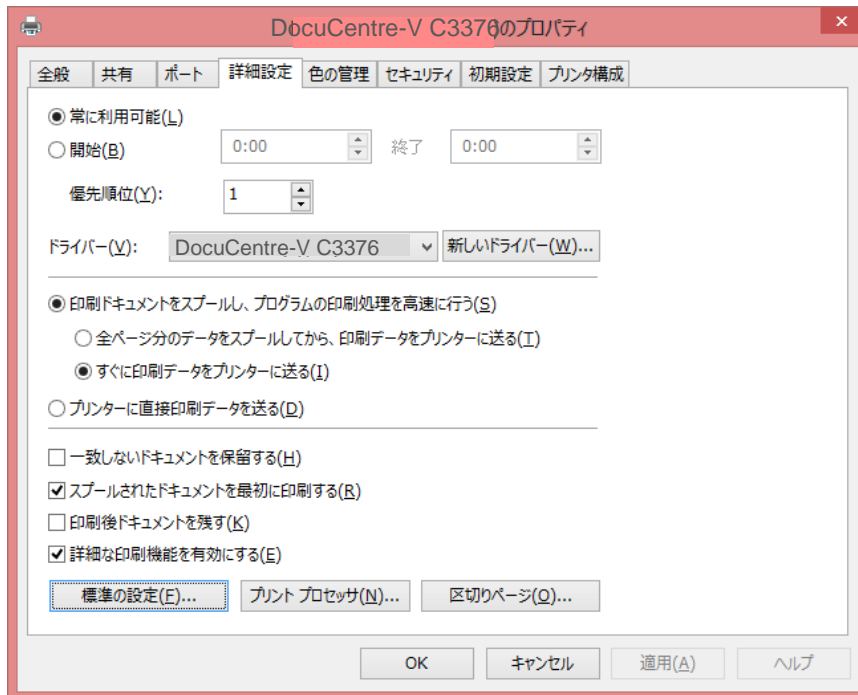 DocuCentre-V C3376のプロパティ
全般 共有 ポート 詳細設定 色の管理 セキュリティ 初期設定 プリンタ構成
常に利用可能(L)
開始(B) 0:00 終了 0:00
優先順位(Y): 1
ドライバー(V): DocuCentre-V C3376 新しいドライバー(W)...
印刷ドキュメントをスプールし、プログラムの印刷処理を高速に行う(S)
全ページ分のデータをスプールしてから、印刷データをプリンターに送る(T)
すぐに印刷データをプリンターに送る(I)
プリンターに直接印刷データを送る(D)
一致しないドキュメントを保留する(H)
スプールされたドキュメントを最初に印刷する(R)
印刷後ドキュメントを残す(K)
詳細な印刷機能を有効にする(E)
標準の設定(F)... プリント プロセッサ(N)... 区切りページ(O)...
OK キャンセル 適用(A) ヘルプ